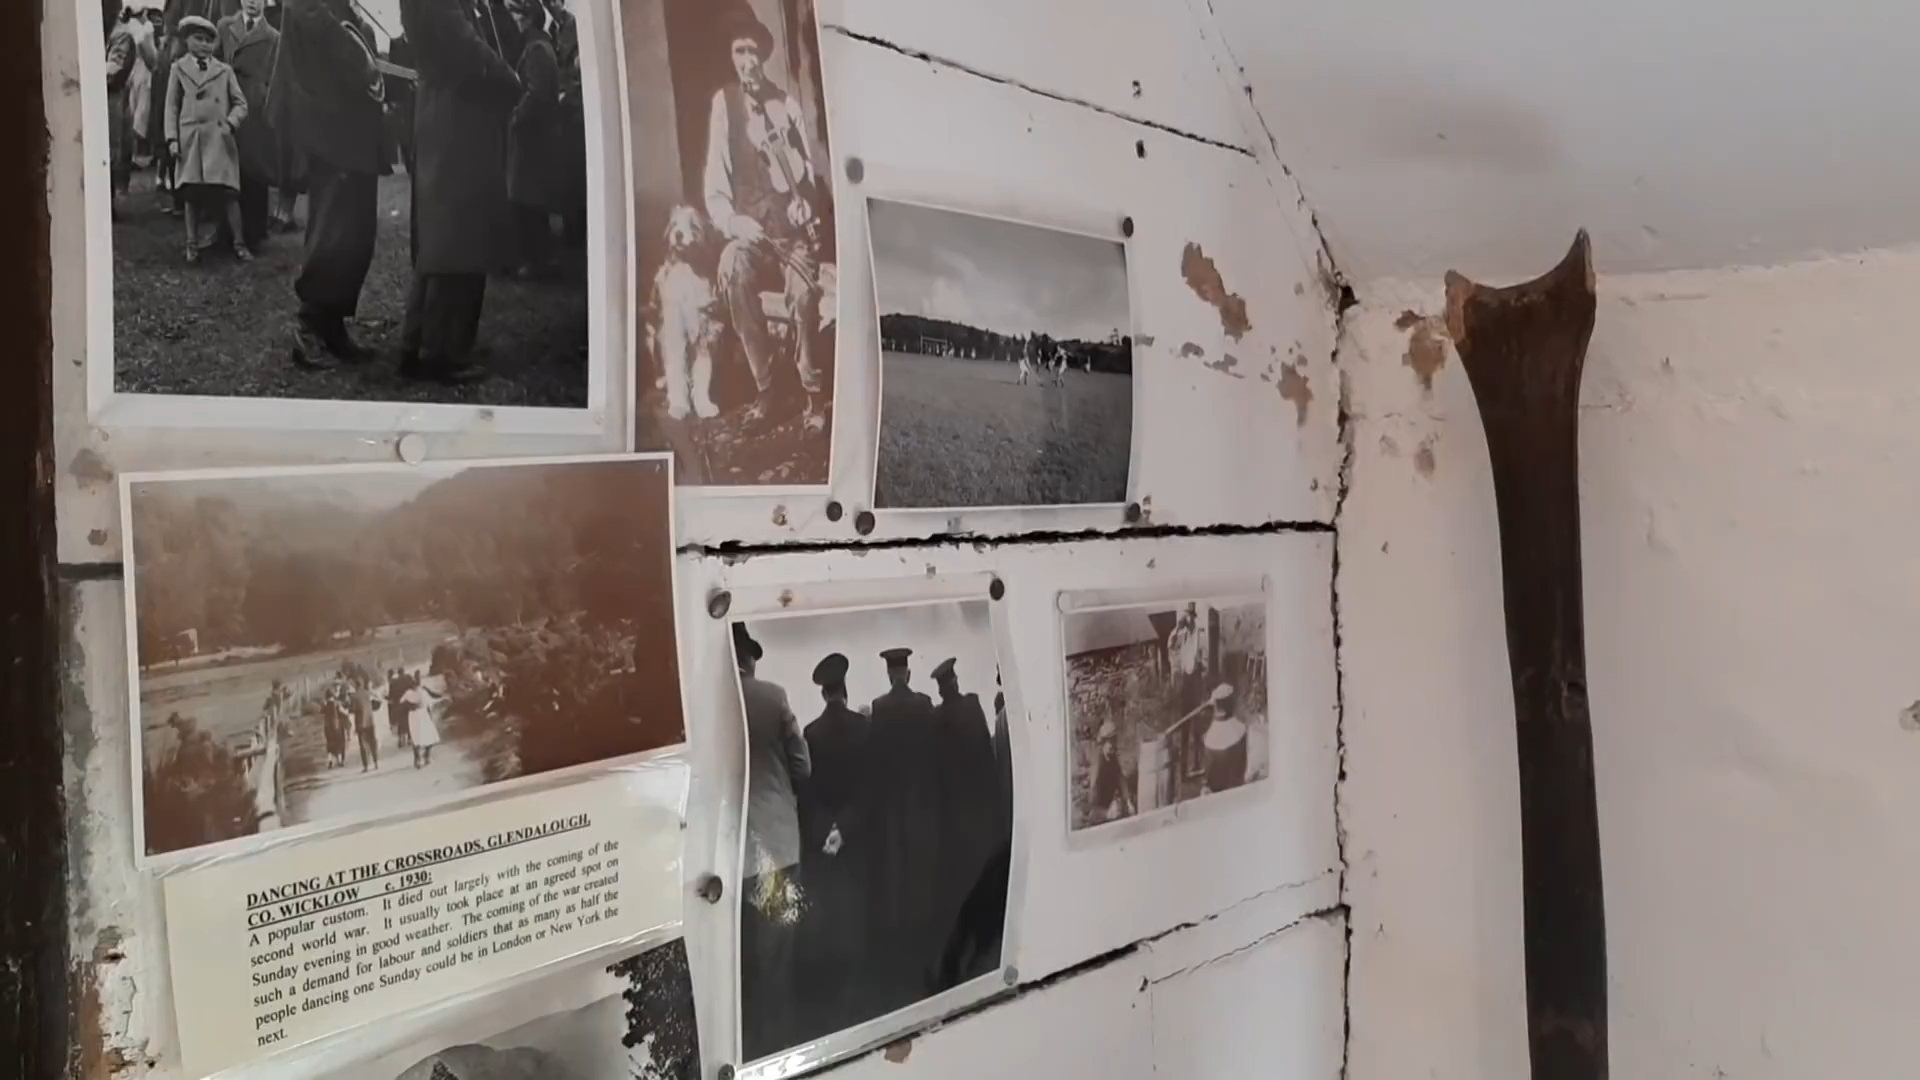 DANCING AT THE CROSSROADS, GLENDALOUGH,
CO. WICKLOW c. 1930:
A popular custom. It died out largely with the coming of the
second world war. It usually took place at an agreed spot on
Sunday evening in good weather. The coming of the war created
such a demand for labour and soldiers that as many as half the
people dancing one Sunday could be in London or New York the
next.